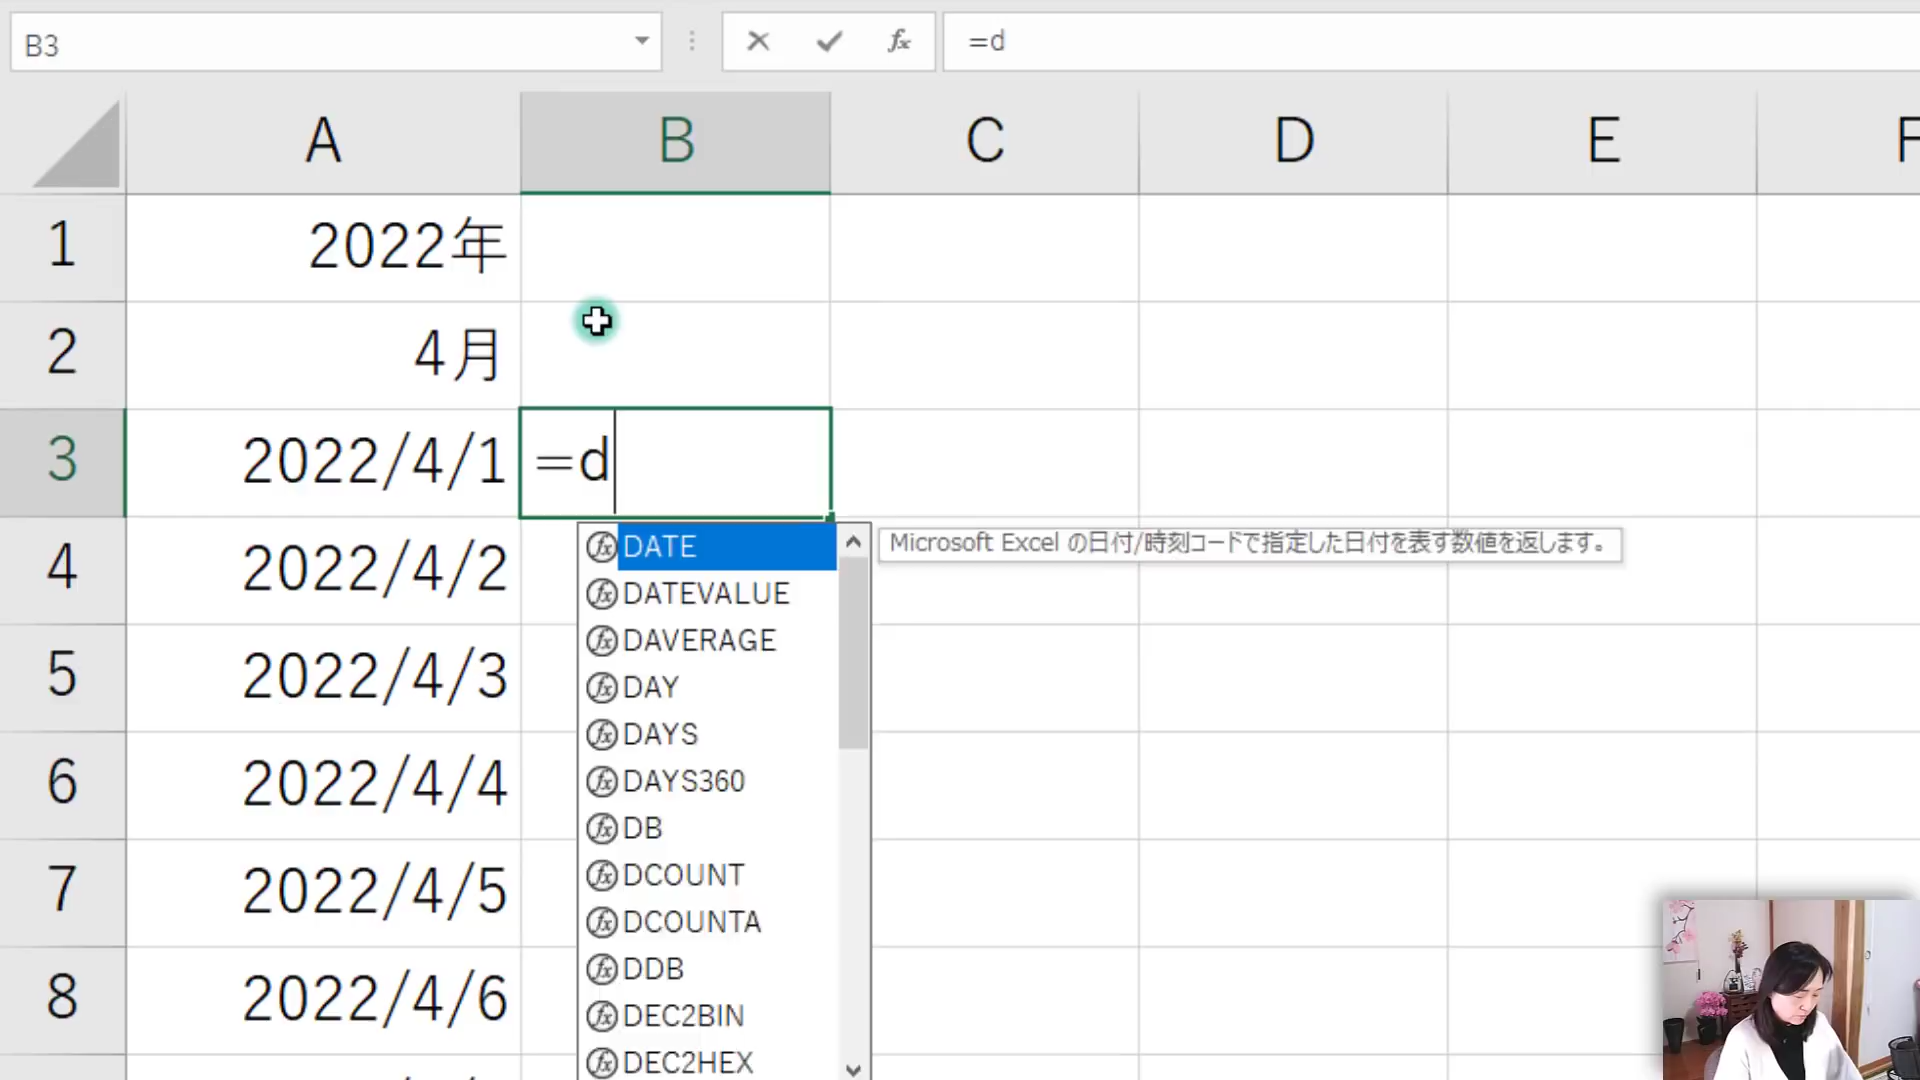 B3
fx
=d
A B C D E F
1 2022年
2 4月
3 2022/4/1 =d
4 2022/4/2
5 2022/4/3
6 2022/4/4
7 2022/4/5
8 2022/4/6
DATE
Microsoft Excel の日付/時刻コードで指定した日付を表す数値を返します。
DATEVALUE
DAVERAGE
DAY
DAYS
DAYS360
DB
DCOUNT
DCOUNTA
DDB
DEC2BIN
DEC2HEX